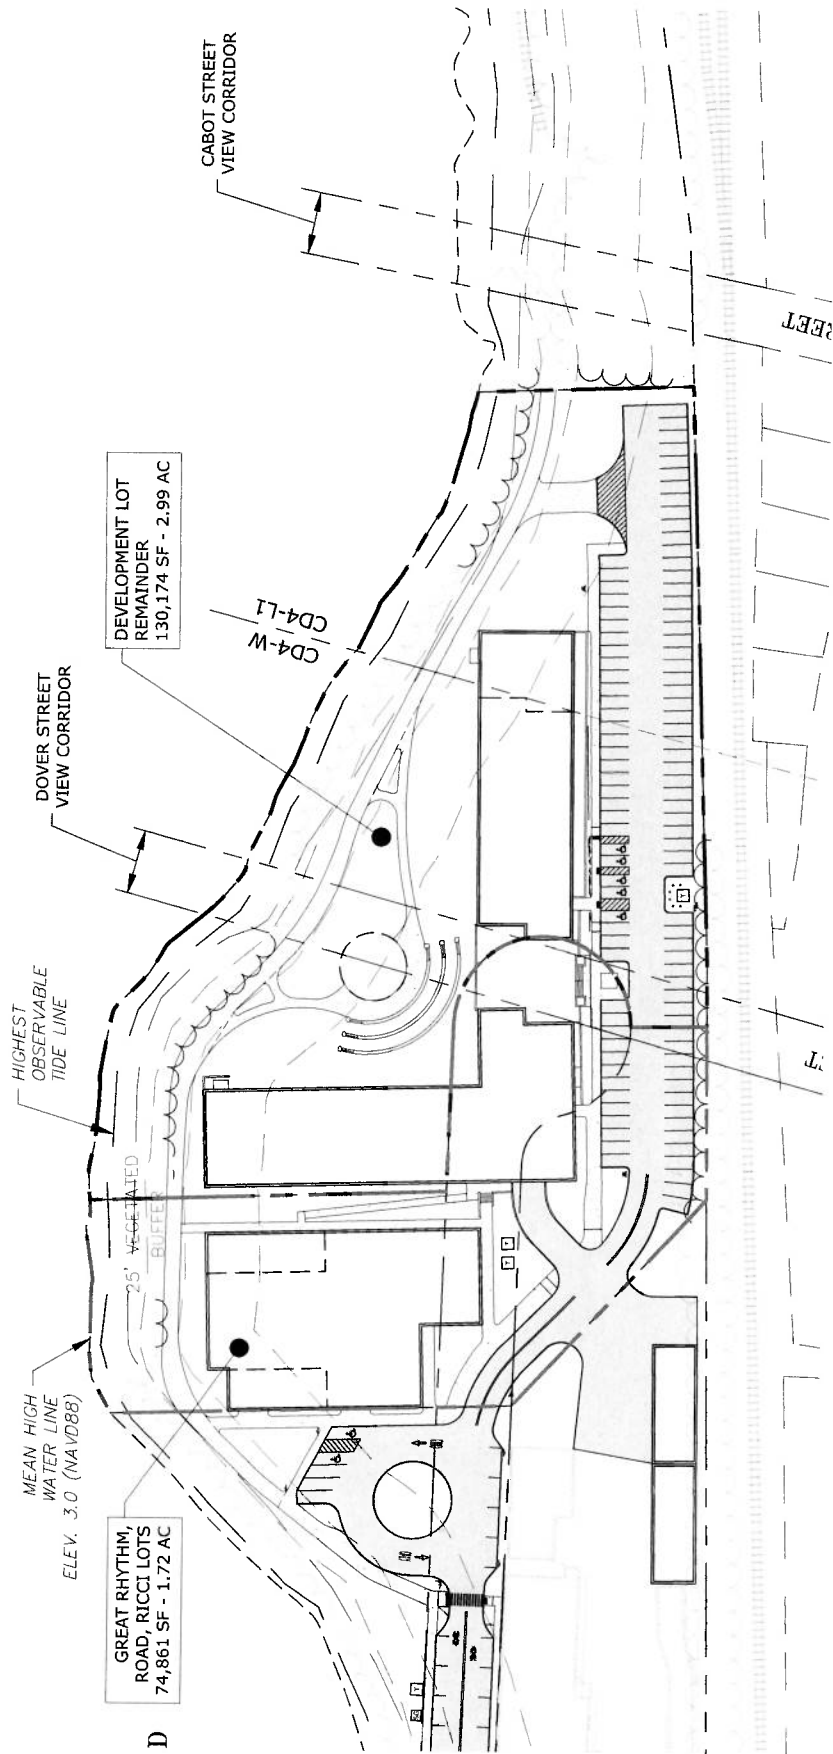 CABOT STREET
VIEW CORRIDOR
DEVELOPMENT LOT
REMAINDER
130,174 SF - 2.99 AC
CD4-L1
CD4-W
DOVER STREET
VIEW CORRIDOR
HIGHEST
OBSERVABLE
TIDE LINE
25' VEGETATED
BUFFER
MEAN HIGH
WATER LINE
ELEV. 3.0 (NAVD88)
GREAT RHYTHM,
ROAD, RICCI LOTS
74,861 SF - 1.72 AC
D
REET
ET
T
T
T